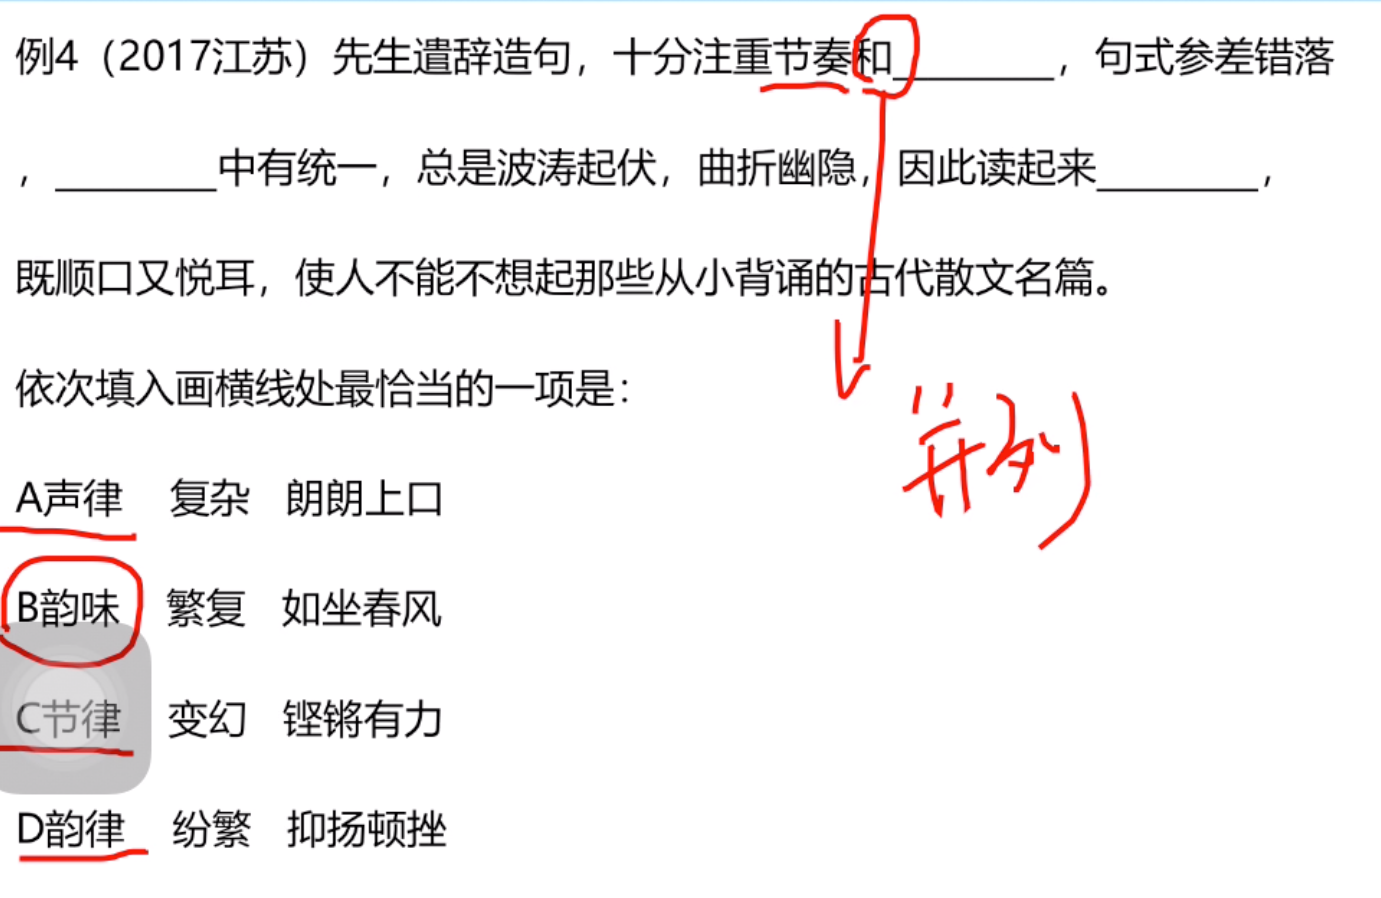 例4（2017江苏）先生遣辞造句，十分注重节奏和________，句式参差错落
，________中有统一，总是波涛起伏，曲折幽隐，因此读起来________，
既顺口又悦耳，使人不能不想起那些从小背诵的古代散文名篇。
依次填入画横线处最恰当的一项是：
并列
A声律 复杂 朗朗上口
B韵味 繁复 如坐春风
C节律 变幻 铿锵有力
D韵律 纷繁 抑扬顿挫